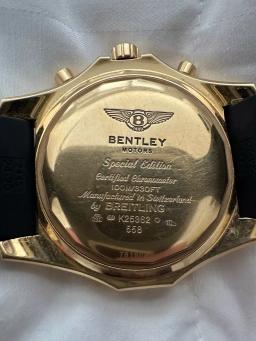 BENTLEY
MOTORS
Special Edition
Certified Chronometer
100M/330FT
Manufactured in Switzerland
by BREITLING
K25362
558